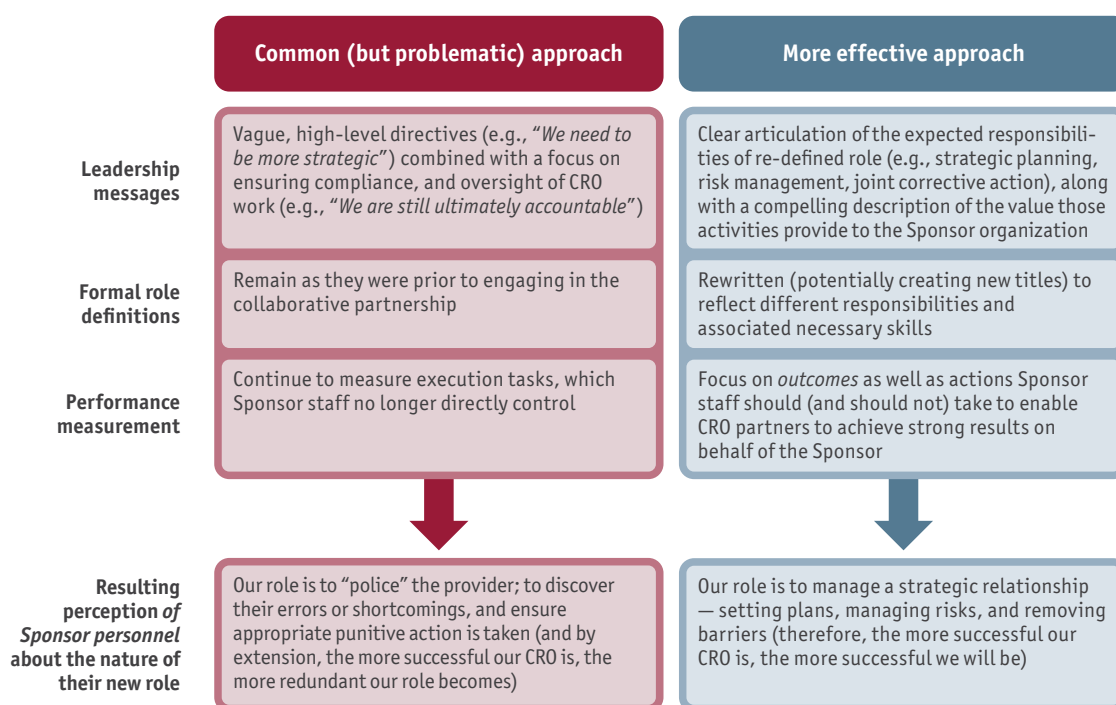 Common (but problematic) approach
More effective approach
Leadership
messages
Vague, high-level directives (e.g., “We need to
be more strategic”) combined with a focus on
ensuring compliance, and oversight of CRO
work (e.g., “We are still ultimately accountable”)
Clear articulation of the expected responsibili-
ties of re-defined role (e.g., strategic planning,
risk management, joint corrective action), along
with a compelling description of the value those
activities provide to the Sponsor organization
Formal role
definitions
Remain as they were prior to engaging in the
collaborative partnership
Rewritten (potentially creating new titles) to
reflect different responsibilities and
associated necessary skills
Performance
measurement
Continue to measure execution tasks, which
Sponsor staff no longer directly control
Focus on outcomes as well as actions Sponsor
staff should (and should not) take to enable
CRO partners to achieve strong results on
behalf of the Sponsor
Resulting
perception of
Sponsor personnel
about the nature of
their new role
Our role is to “police” the provider; to discover
their errors or shortcomings, and ensure
appropriate punitive action is taken (and by
extension, the more successful our CRO is, the
more redundant our role becomes)
Our role is to manage a strategic relationship
— setting plans, managing risks, and removing
barriers (therefore, the more successful our
CRO is, the more successful we will be)